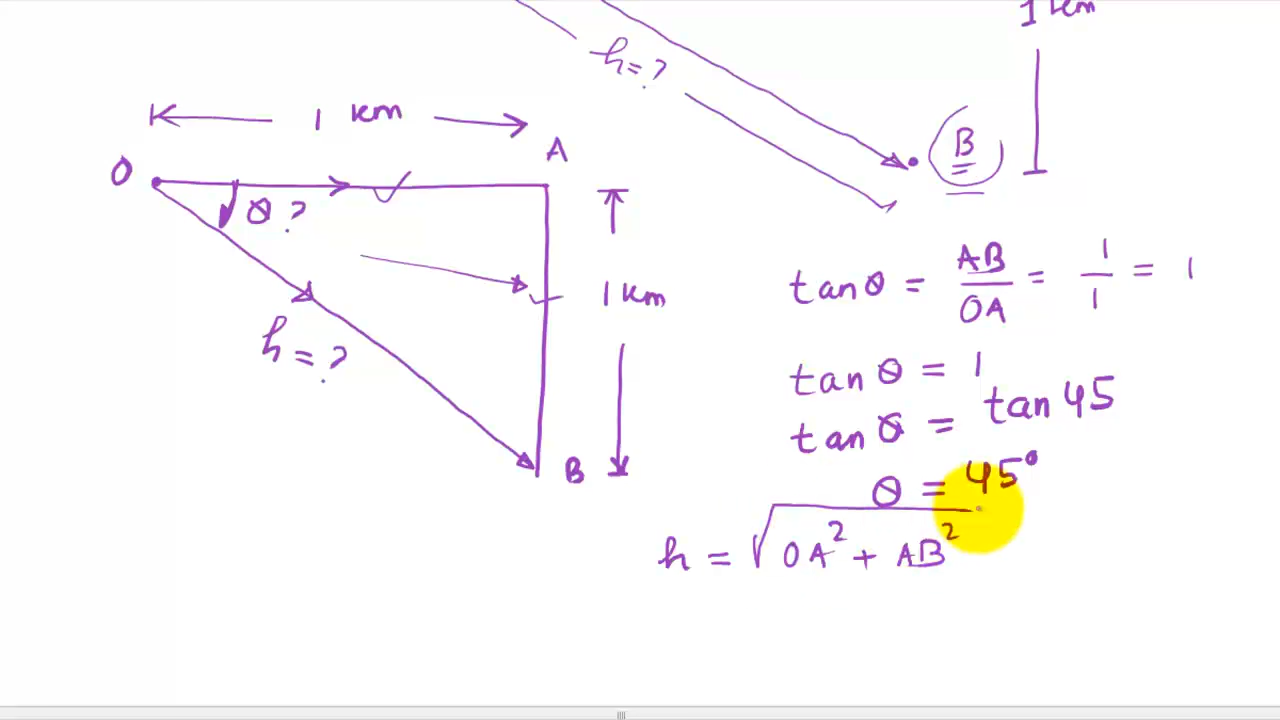 1 km
h = ?
B
1 km
O
A
θ ?
1 km
h = ?
B
tan θ = AB/OA = 1/1 = 1
tan θ = 1
tan θ = tan 45
θ = 45°
h = √OA² + AB²